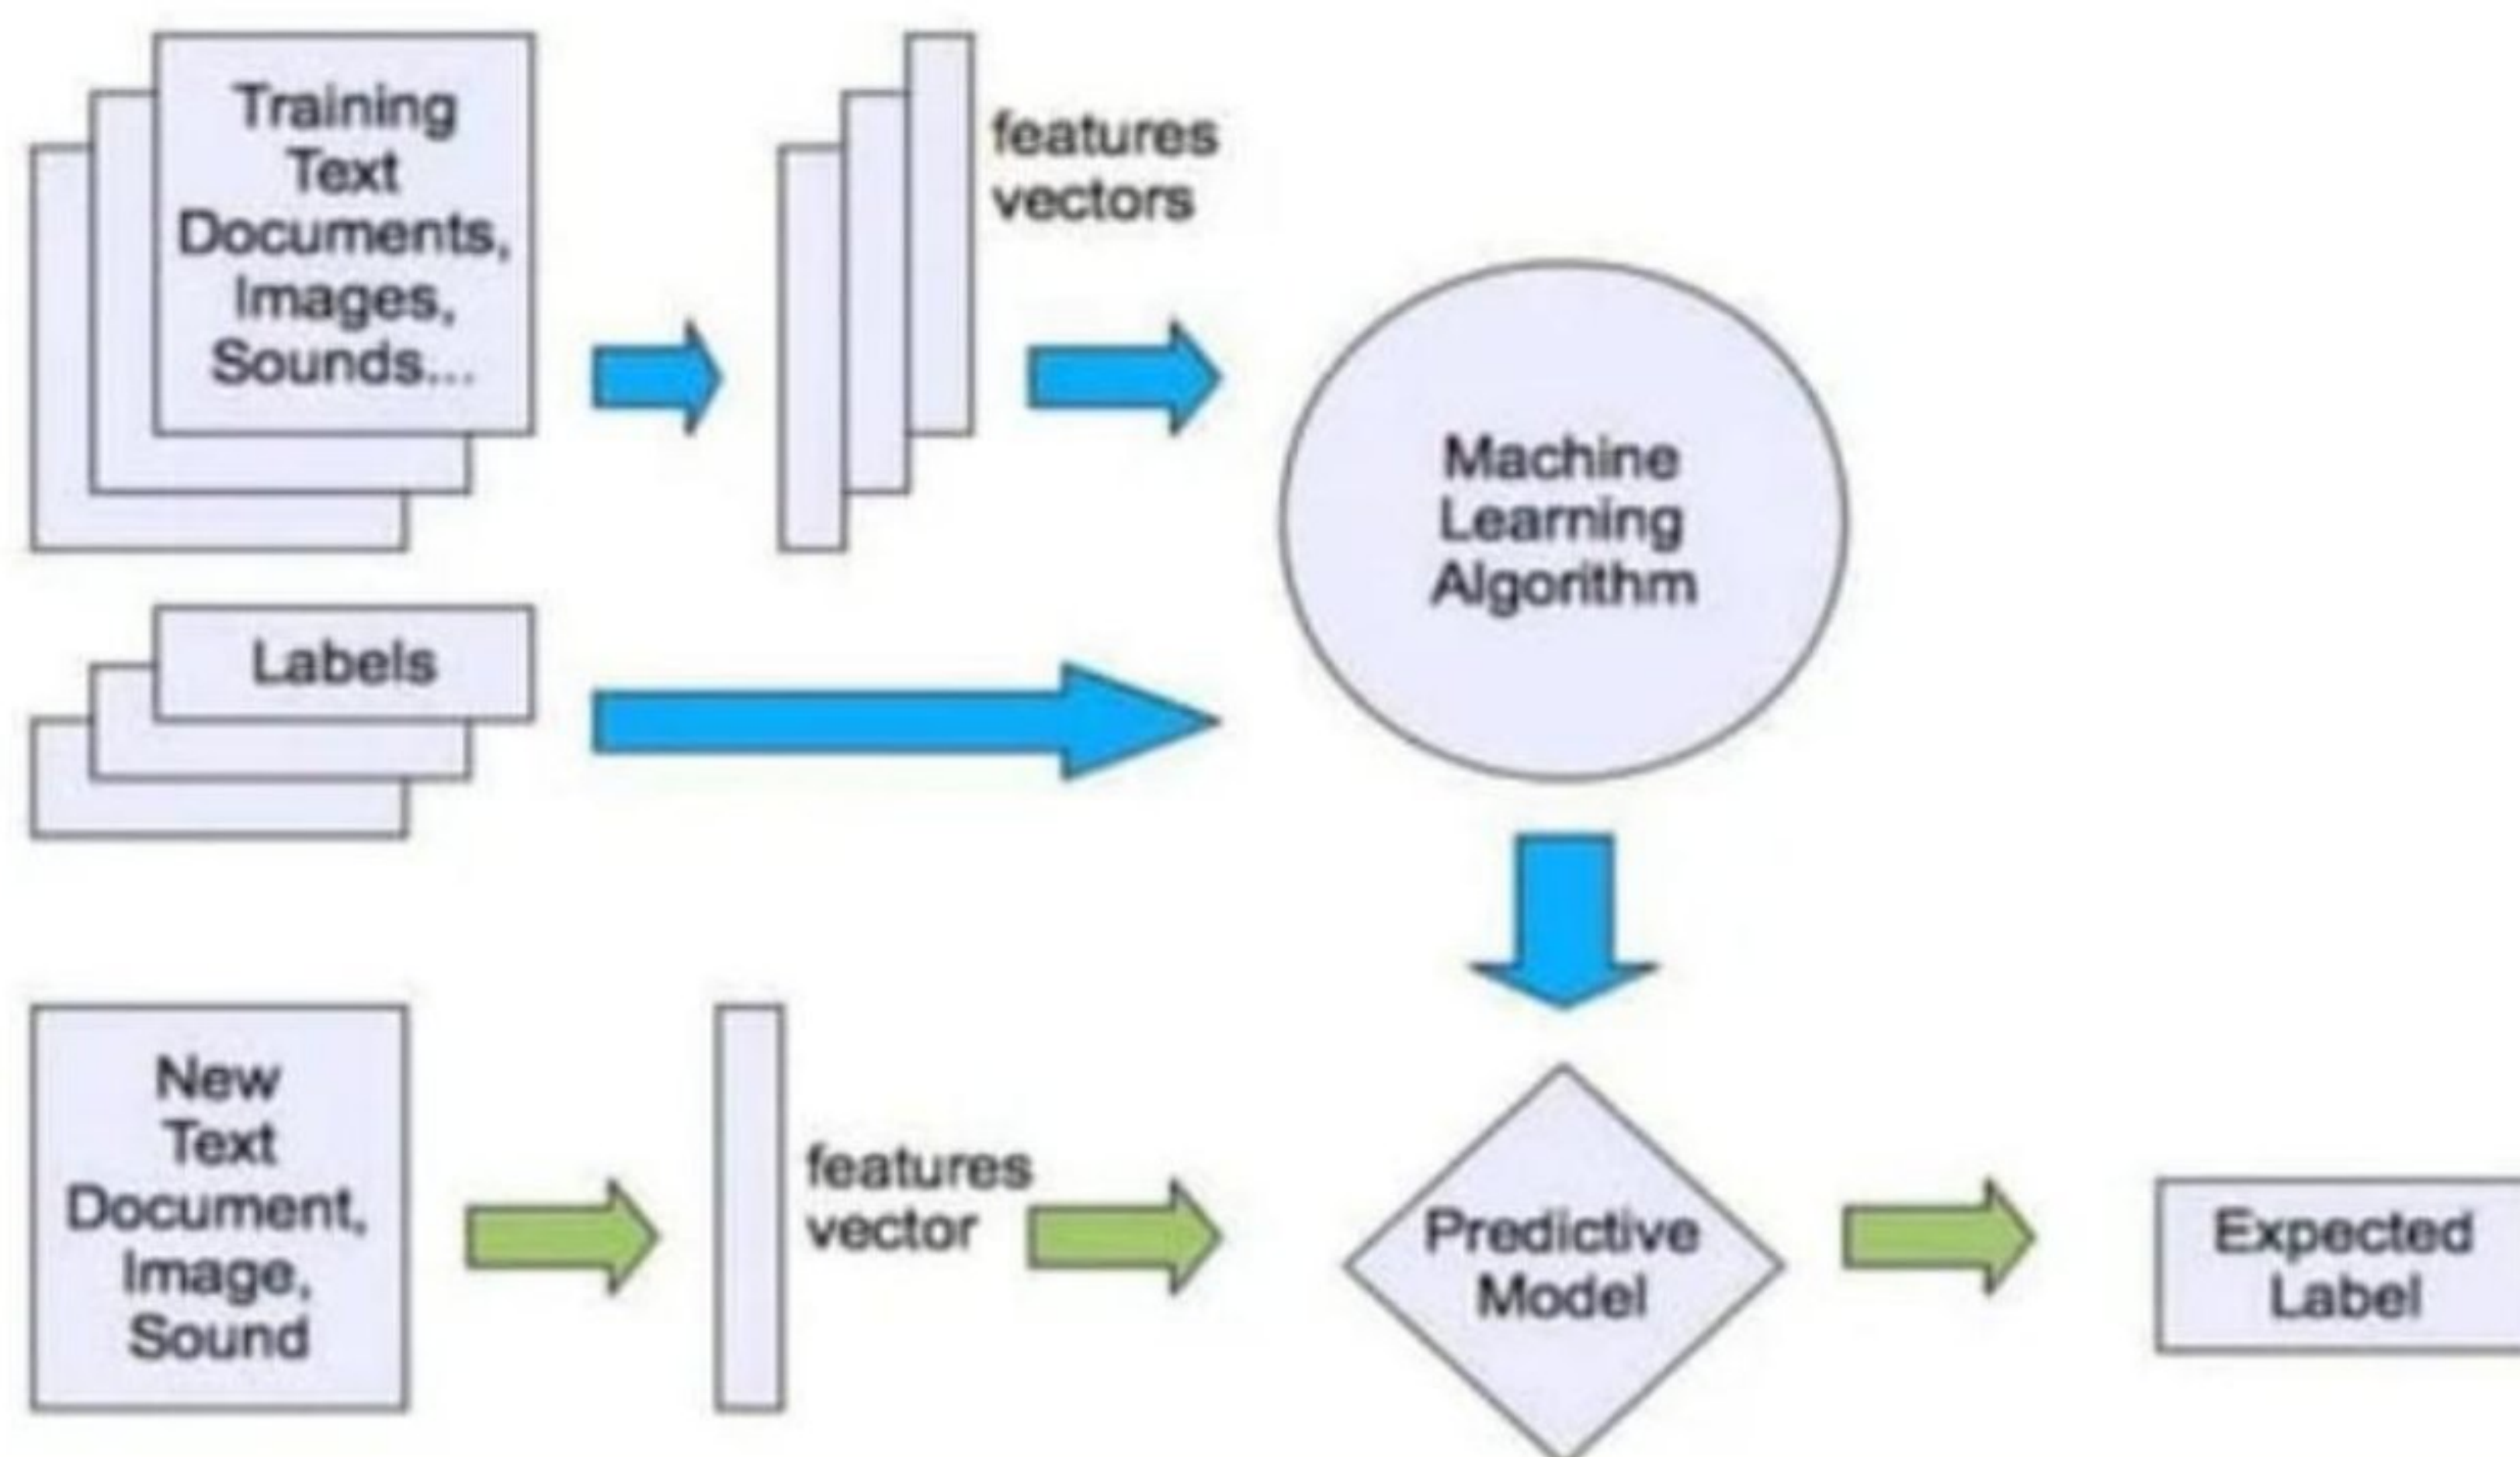 Training
Text
Documents,
Images,
Sounds...
features
vectors
Machine
Learning
Algorithm
Labels
New
Text
Document,
Image,
Sound
features
vector
Predictive
Model
Expected
Label